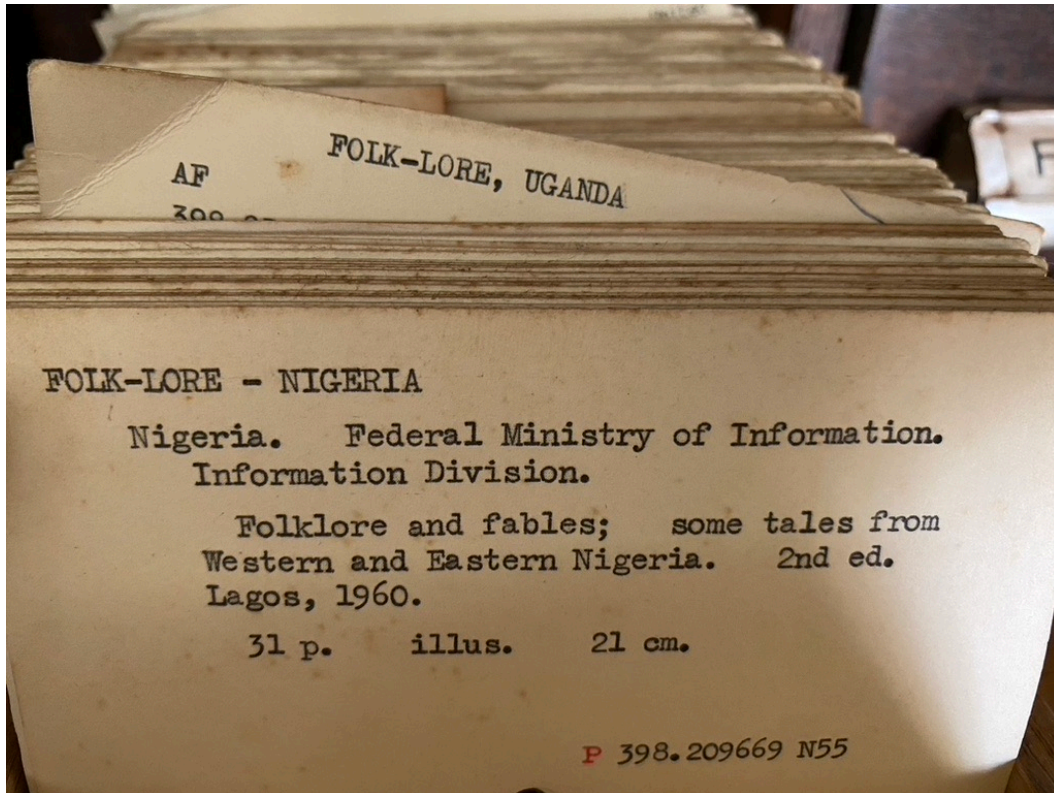 FOLK-LORE, UGANDA
AF
FOLK-LORE - NIGERIA
Nigeria. Federal Ministry of Information.
Information Division.
Folklore and fables; some tales from
Western and Eastern Nigeria. 2nd ed.
Lagos, 1960.
31 p. illus. 21 cm.
P 398.209669 N55
F